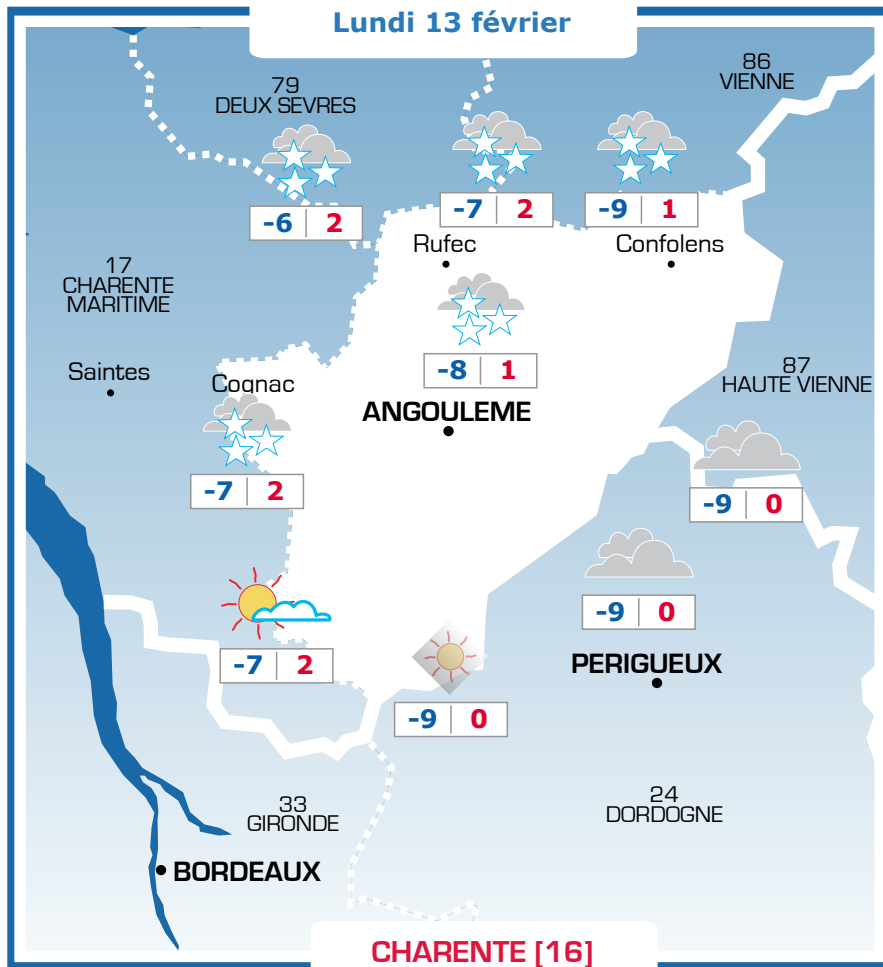 Lundi 13 février
86
VIENNE
79
DEUX SEVRES
-6 2
-7 2
-9 1
Rufec
Confolens
17
CHARENTE
MARITIME
-8 1
87
HAUTE VIENNE
Saintes
Cognac
ANGOULEME
-7 2
-9 0
-9 0
-7 2
PERIGUEUX
-9 0
33
GIRONDE
24
DORDOGNE
BORDEAUX
CHARENTE [16]